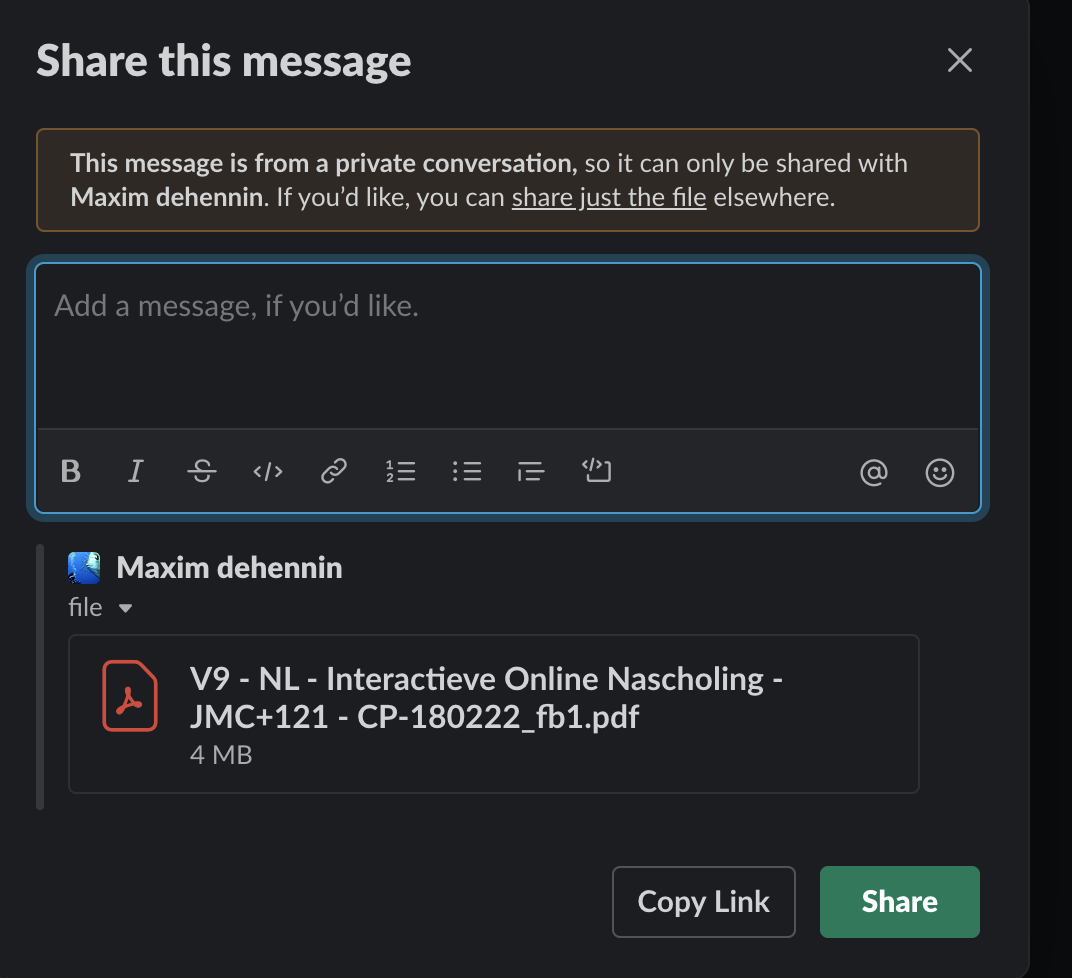 Share this message
This message is from a private conversation, so it can only be shared with
Maxim dehennin. If you’d like, you can share just the file elsewhere.
Add a message, if you’d like.
Maxim dehennin
file
V9 - NL - Interactieve Online Nascholing -
JMC+121 - CP-180222_fb1.pdf
4 MB
Copy Link
Share